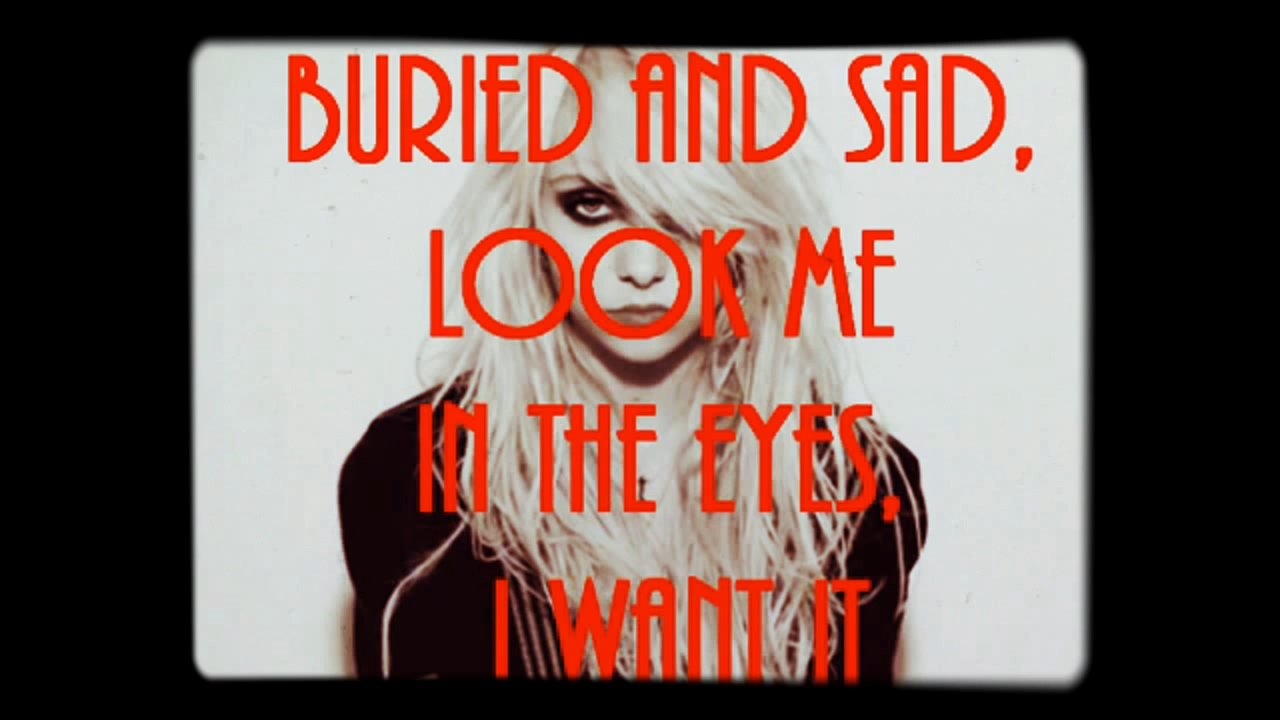 BURIED AND SAD,
LOOK ME
IN THE EYES,
I WANT IT